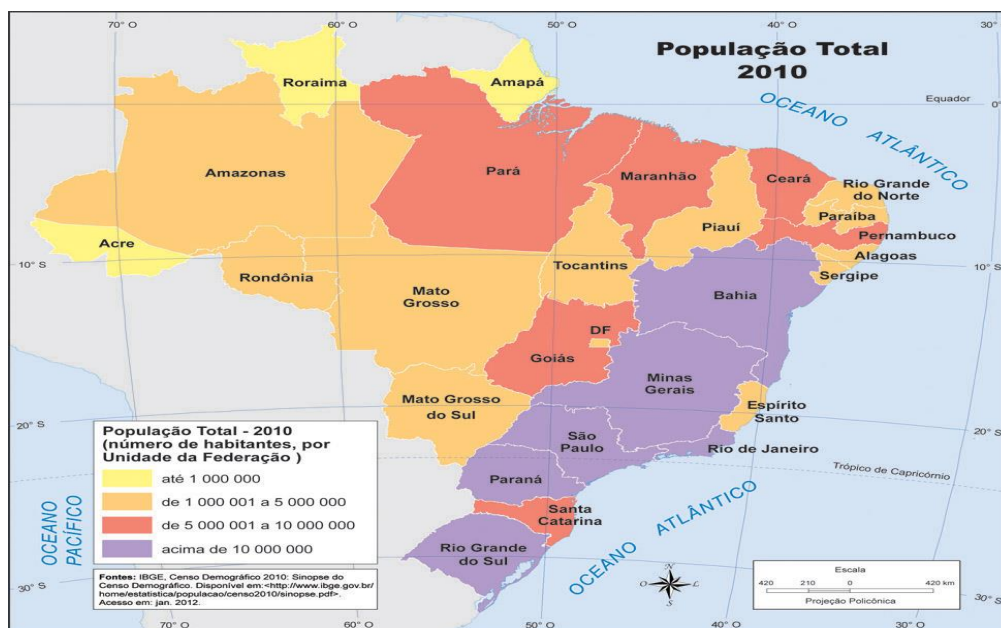 70° O
60° O
50° O
40° O
30°
População Total
2010
Equador
0°
0°
OCEANO ATLÂNTICO
Roraima
Amapá
Amazonas
Pará
Maranhão
Ceará
Rio Grande
do Norte
Paraíba
Piauí
Pernambuco
Acre
Alagoas
10° S
10° S
Rondônia
Tocantins
Sergipe
Mato
Grosso
Bahia
DF
Goiás
Minas
Gerais
Mato Grosso
do Sul
Espírito
Santo
20° S
20° S
São
Paulo
Rio de Janeiro
Trópico de Capricórnio
Paraná
Santa
Catarina
OCEANO ATLÂNTICO
Rio Grande
do Sul
OCEANO
PACÍFICO
População Total - 2010
(número de habitantes, por
Unidade da Federação )
até 1 000 000
de 1 000 001 a 5 000 000
de 5 000 001 a 10 000 000
acima de 10 000 000
30° S
30° S
Fontes: IBGE, Censo Demográfico 2010: Sinopse do
Censo Demográfico. Disponível em:<http://www.ibge.gov.br/
home/estatistica/populacao/censo2010/sinopse.pdf>.
Acesso em: jan. 2012.
N
O
L
S
Escala
420
210
0
420 km
Projeção Policônica
70° O
60° O
50° O
40° O
30° O